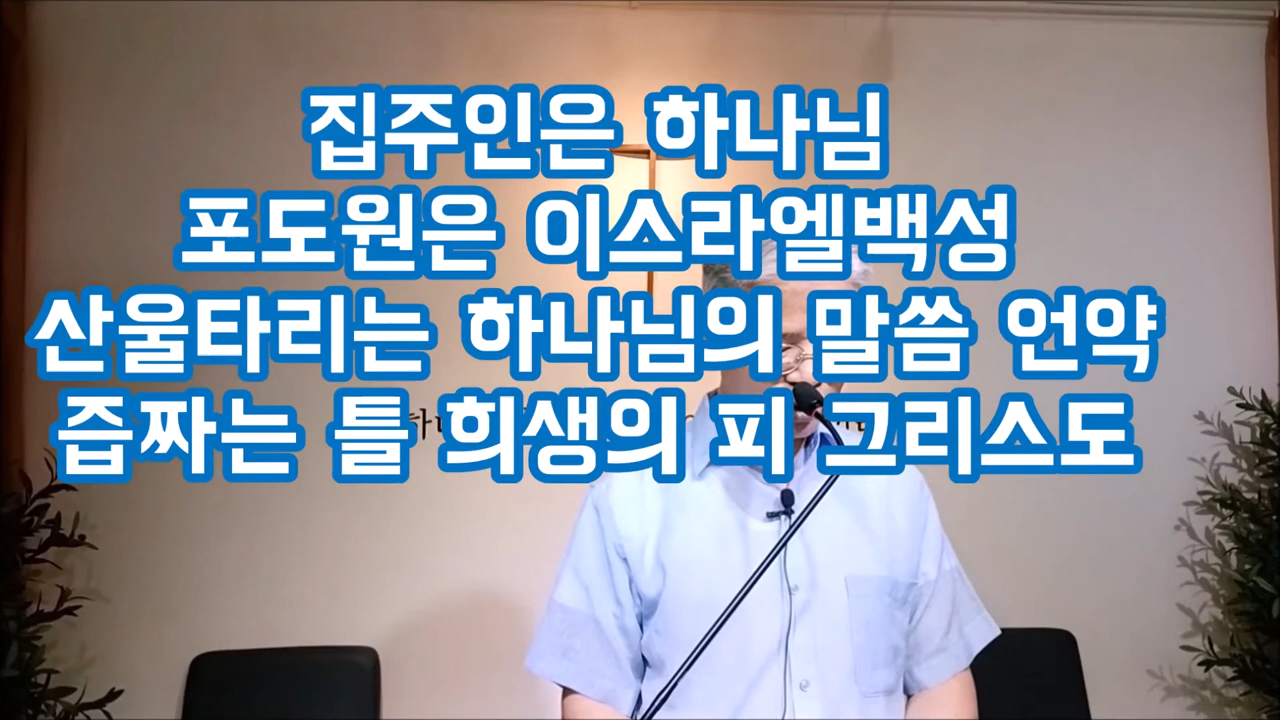 집주인은 하나님
포도원은 이스라엘백성
산울타리는 하나님의 말씀 언약
즙짜는 틀 희생의 피 그리스도